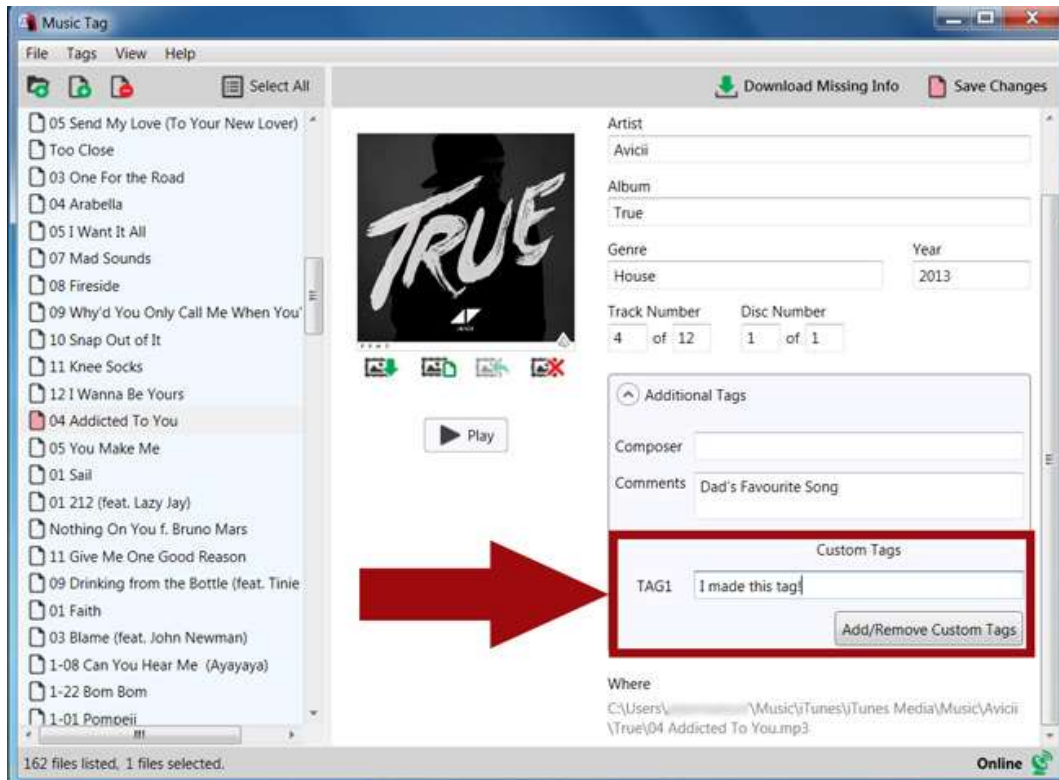 Music Tag
File Tags View Help
Select All
Download Missing Info
Save Changes
05 Send My Love (To Your New Lover)
Too Close
03 One For the Road
04 Arabella
05 I Want It All
07 Mad Sounds
08 Fireside
09 Why'd You Only Call Me When You'
10 Snap Out of It
11 Knee Socks
12 I Wanna Be Yours
04 Addicted To You
05 You Make Me
01 Sail
01 212 (feat. Lazy Jay)
Nothing On You f. Bruno Mars
11 Give Me One Good Reason
09 Drinking from the Bottle (feat. Tinie
01 Faith
03 Blame (feat. John Newman)
1-08 Can You Hear Me (Ayayaya)
1-22 Bom Bom
1-01 Pompeii
TRUE
AVICII
Play
Artist
Avicii
Album
True
Genre
Year
House
2013
Track Number
Disc Number
4 of 12
1 of 1
Additional Tags
Composer
Comments Dad's Favourite Song
Custom Tags
TAG1 I made this tag!
Add/Remove Custom Tags
Where
C:\Users\ \Music\iTunes\iTunes Media\Music\Avicii
\True\04 Addicted To You.mp3
162 files listed, 1 files selected.
Online